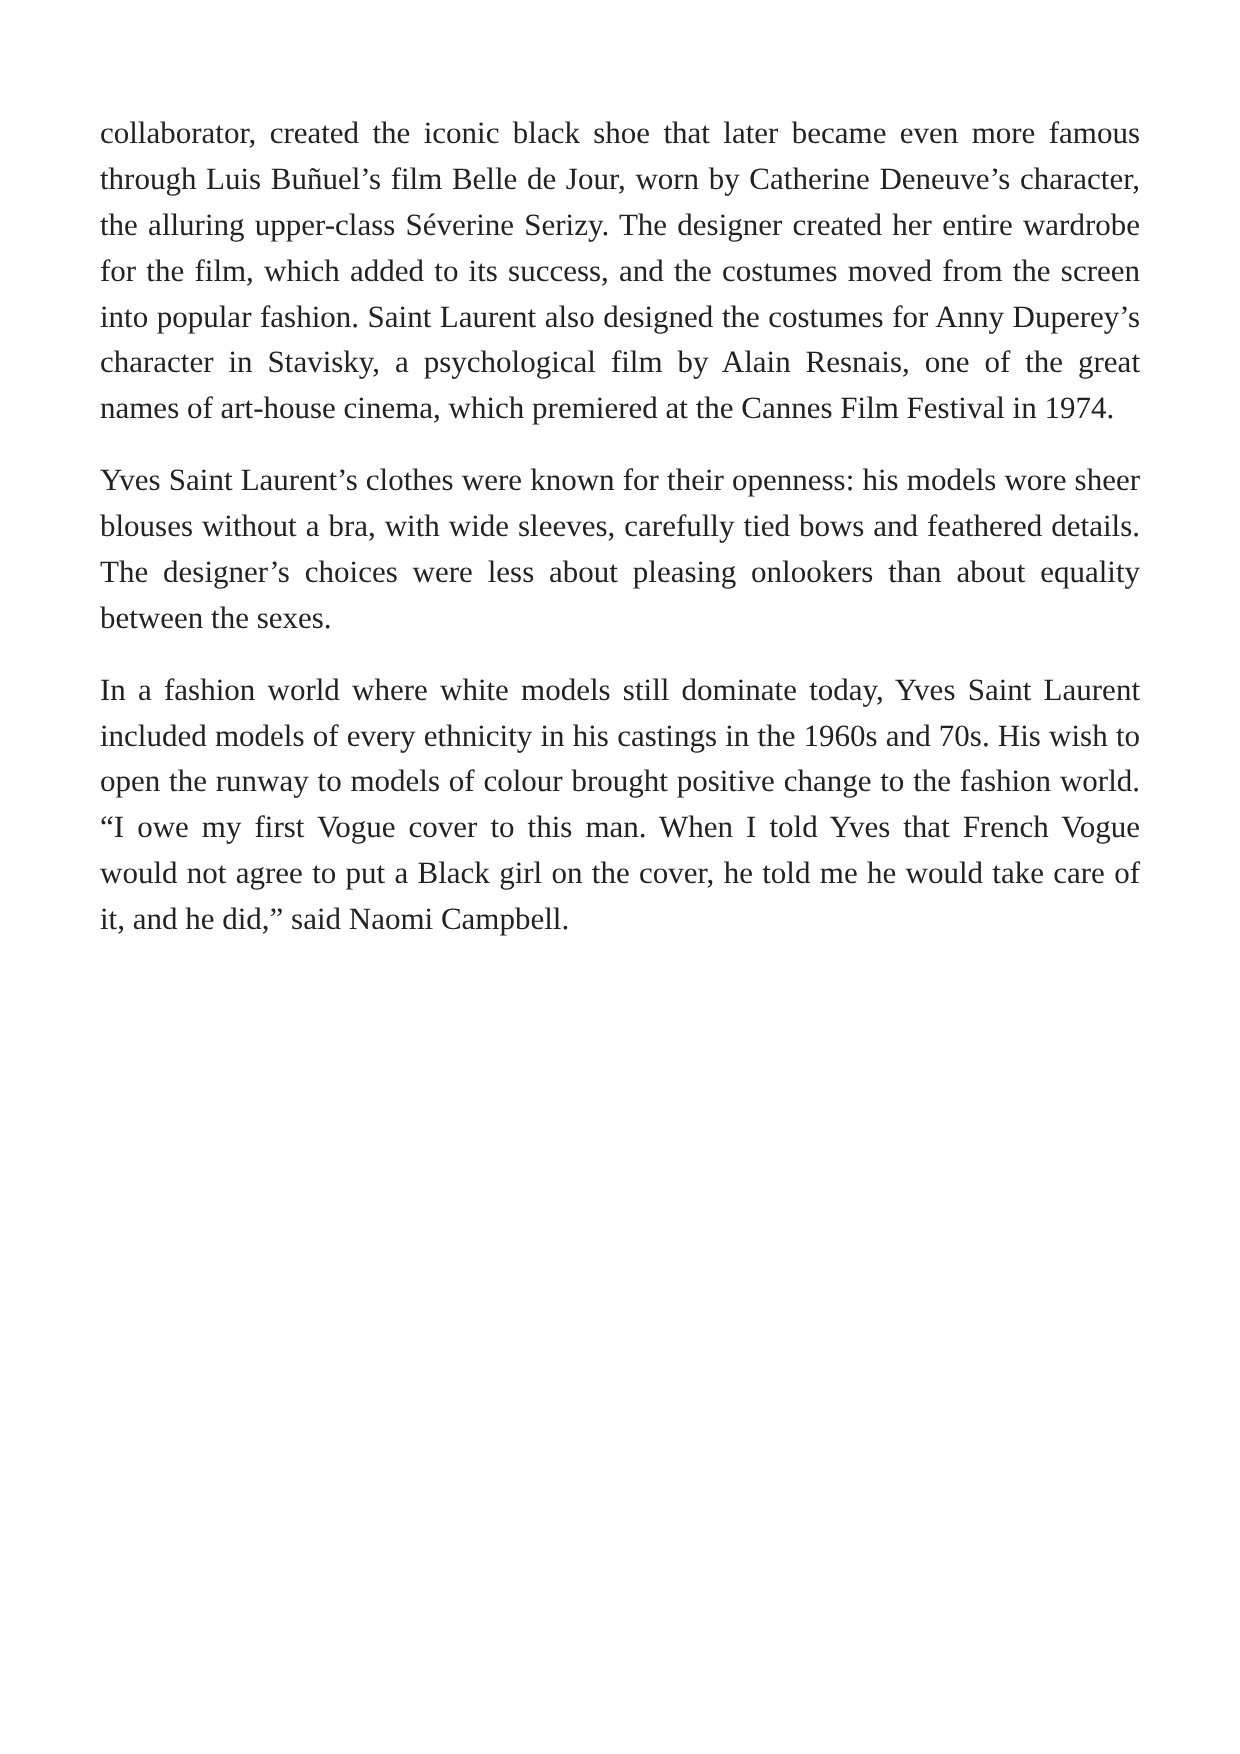 collaborator, created the iconic black shoe that later became even more famous
through Luis Buñuel’s film Belle de Jour, worn by Catherine Deneuve’s character,
the alluring upper-class Séverine Serizy. The designer created her entire wardrobe
for the film, which added to its success, and the costumes moved from the screen
into popular fashion. Saint Laurent also designed the costumes for Anny Duperey’s
character in Stavisky, a psychological film by Alain Resnais, one of the great
names of art-house cinema, which premiered at the Cannes Film Festival in 1974.
Yves Saint Laurent’s clothes were known for their openness: his models wore sheer
blouses without a bra, with wide sleeves, carefully tied bows and feathered details.
The designer’s choices were less about pleasing onlookers than about equality
between the sexes.
In a fashion world where white models still dominate today, Yves Saint Laurent
included models of every ethnicity in his castings in the 1960s and 70s. His wish to
open the runway to models of colour brought positive change to the fashion world.
“I owe my first Vogue cover to this man. When I told Yves that French Vogue
would not agree to put a Black girl on the cover, he told me he would take care of
it, and he did,” said Naomi Campbell.